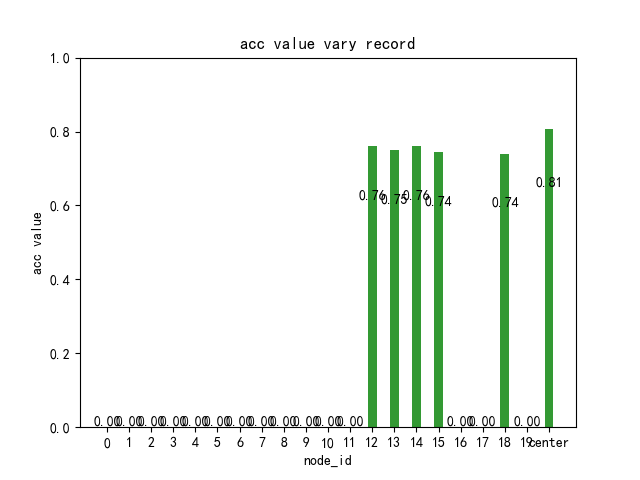 acc value vary record
acc value
1.0
0.8
0.6
0.4
0.2
0.0
0.00 0.00 0.00 0.00 0.00 0.00 0.00 0.00 0.00 0.00 0.00 0.00 0.76 0.75 0.76 0.74 0.00 0.00 0.74 0.00 0.81
0 1 2 3 4 5 6 7 8 9 10 11 12 13 14 15 16 17 18 19 center
node_id